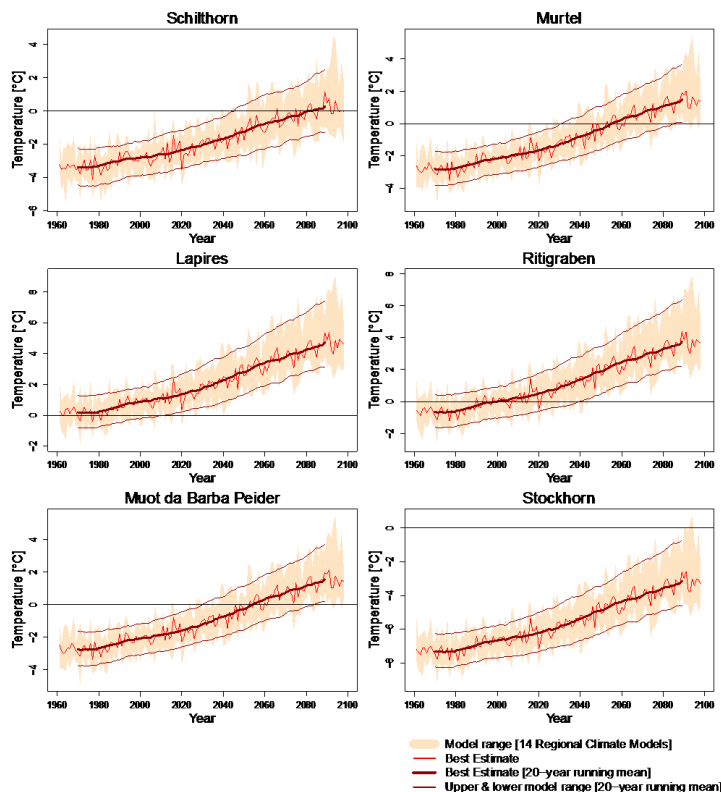 Schilthorn
Temperature [°C]
4
2
0
−2
−4
−6
1960 1980 2000 2020 2040 2060 2080 2100
Year
Murtel
Temperature [°C]
4
2
0
−2
−4
1960 1980 2000 2020 2040 2060 2080 2100
Year
Lapires
Temperature [°C]
8
6
4
2
0
−2
1960 1980 2000 2020 2040 2060 2080 2100
Year
Ritigraben
Temperature [°C]
8
6
4
2
0
−2
1960 1980 2000 2020 2040 2060 2080 2100
Year
Muot da Barba Peider
Temperature [°C]
4
2
0
−2
−4
1960 1980 2000 2020 2040 2060 2080 2100
Year
Stockhorn
Temperature [°C]
0
−2
−4
−6
−8
1960 1980 2000 2020 2040 2060 2080 2100
Year
Model range [14 Regional Climate Models]
Best Estimate
Best Estimate [20−year running mean]
Upper & lower model range [20−year running mean]